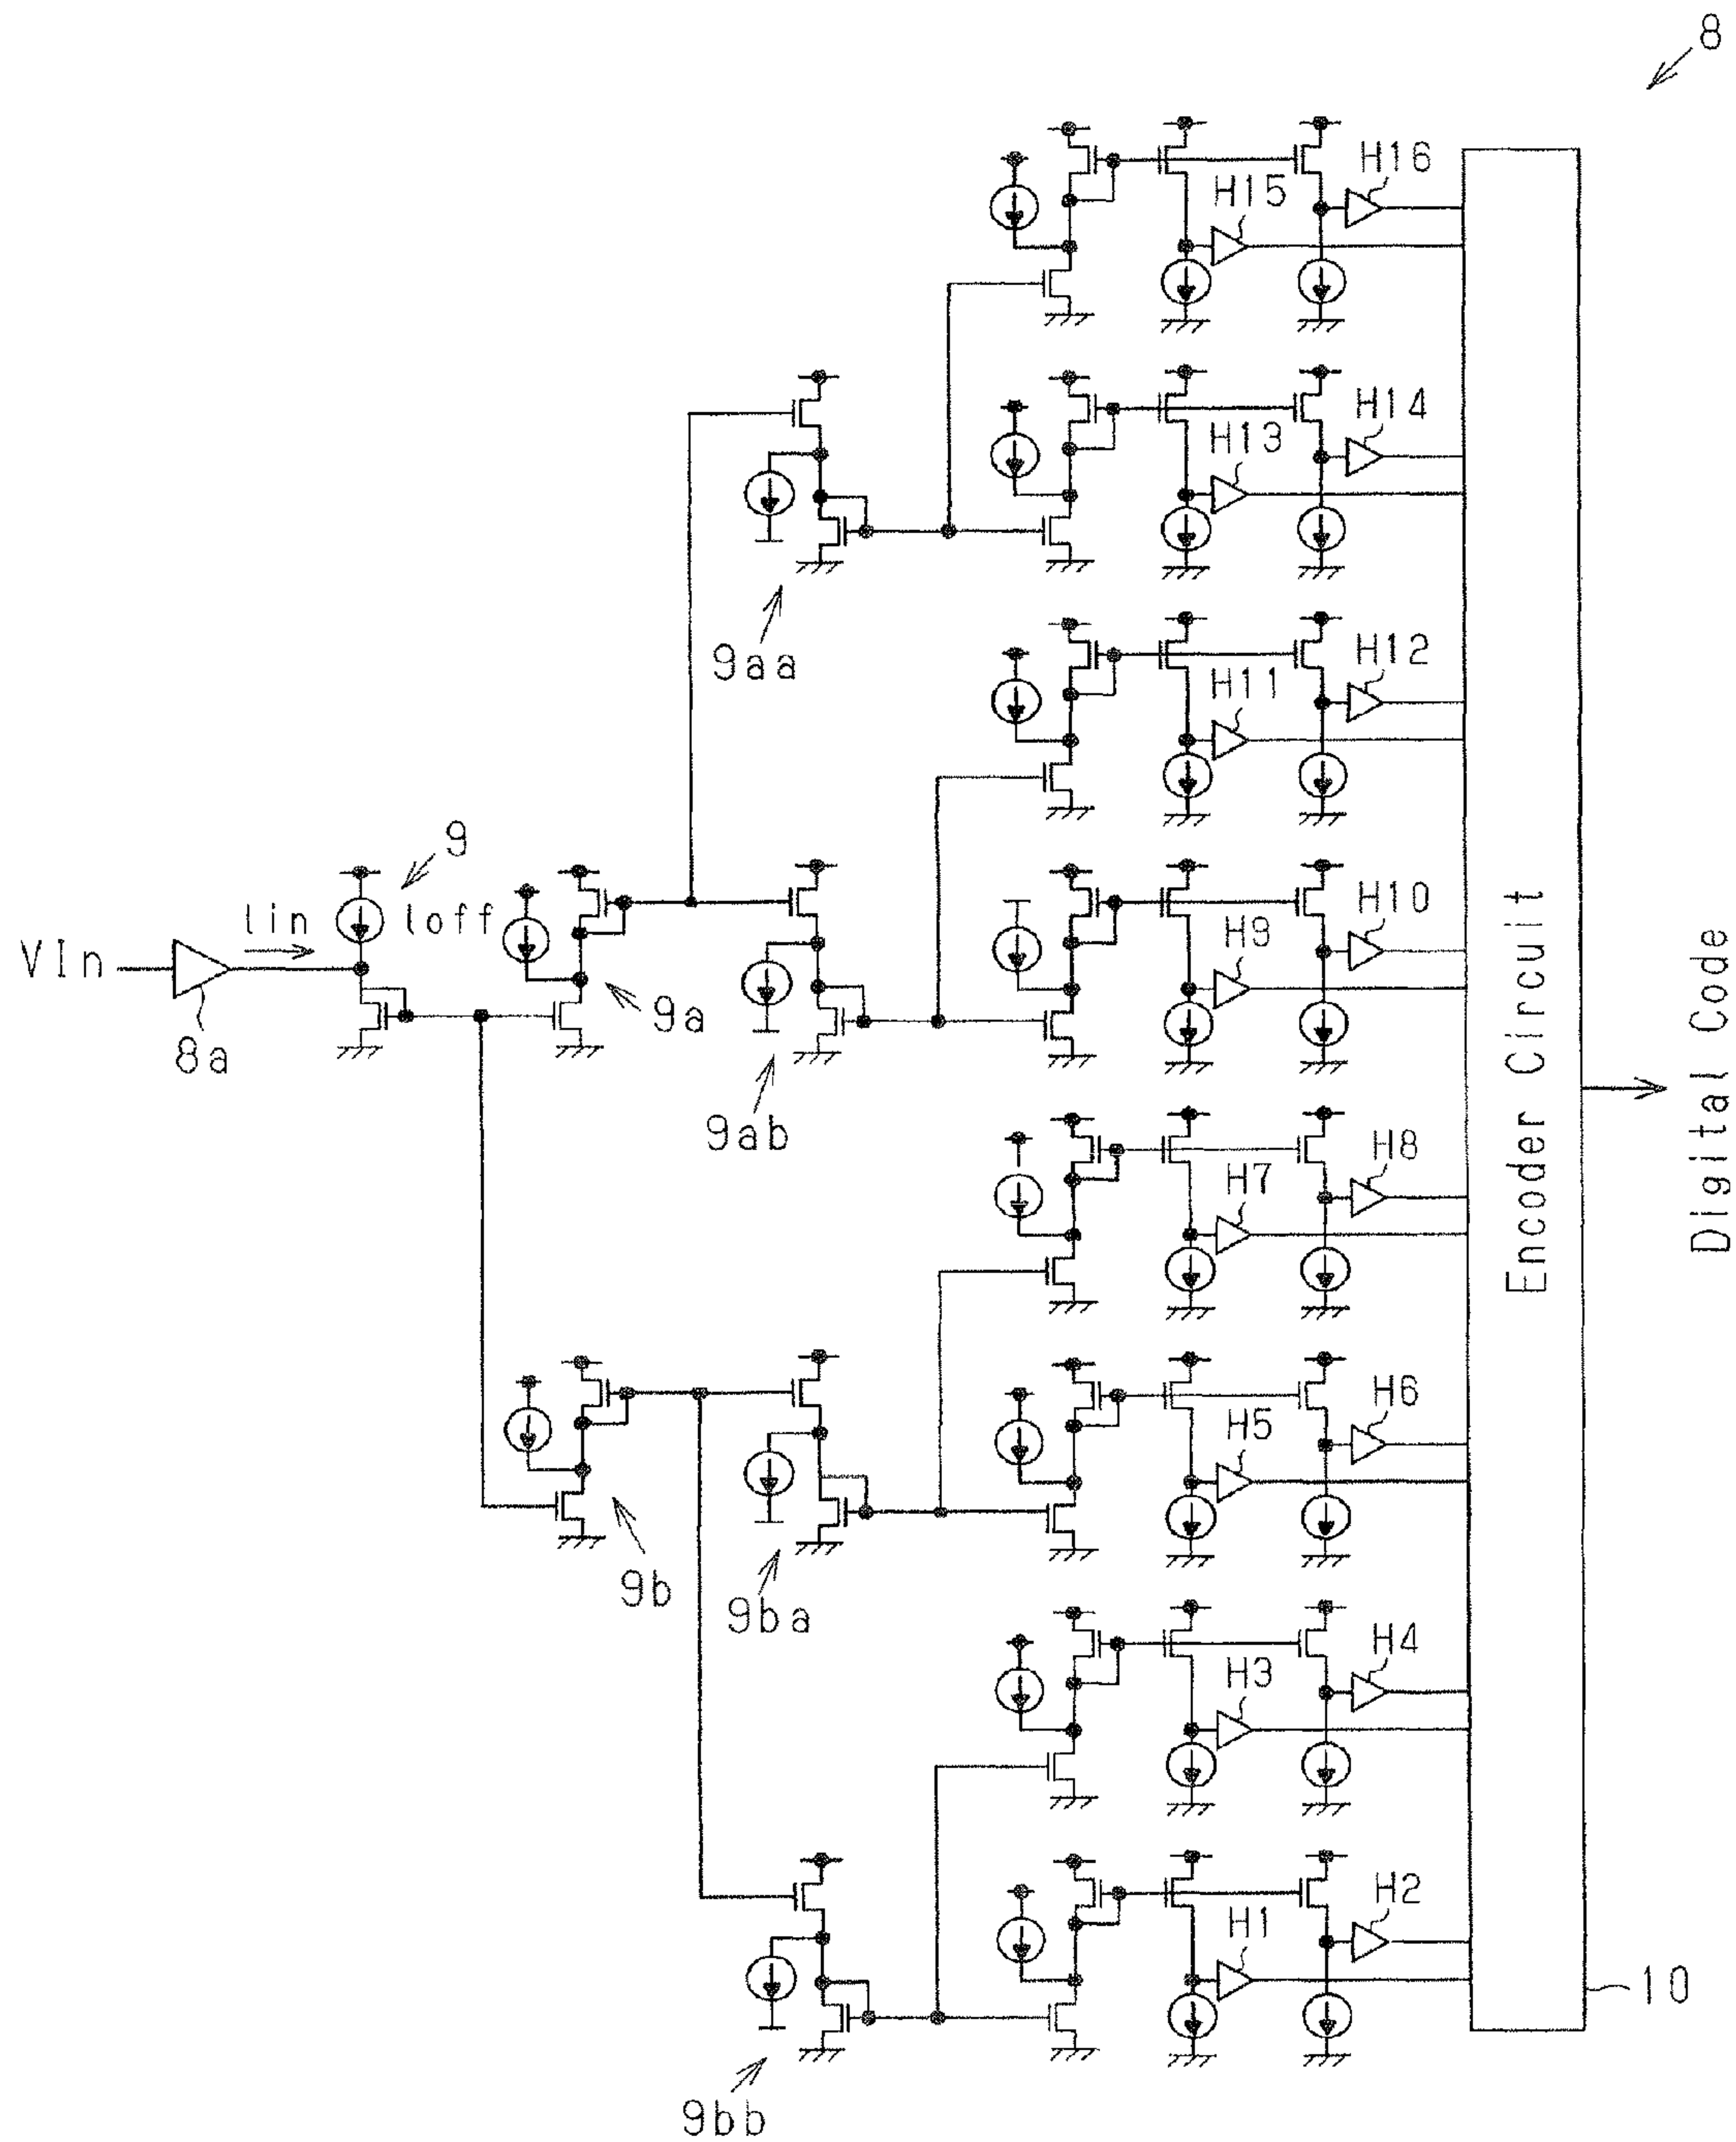 8
H16
H15
H14
H13
9aa
H12
H11
9
Iin
Ioff
VIn
8a
9a
H10
H9
9ab
Encoder Circuit
Digital Code
H8
H7
H6
H5
9b
9ba
H4
H3
H2
H1
10
9bb